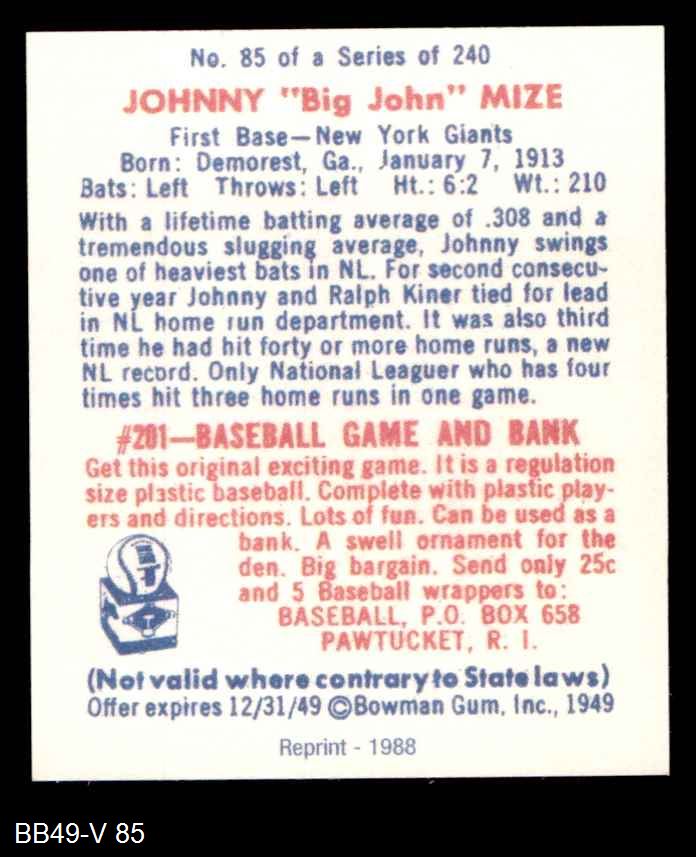 No. 85 of a Series of 240
JOHNNY "Big John" MIZE
First Base—New York Giants
Born: Demorest, Ga., January 7, 1913
Bats: Left Throws: Left Ht.: 6:2 Wt.: 210
With a lifetime batting average of .308 and a
tremendous slugging average, Johnny swings
one of heaviest bats in NL. For second consecu-
tive year Johnny and Ralph Kiner tied for lead
in NL home run department. It was also third
time he had hit forty or more home runs, a new
NL record. Only National Leaguer who has four
times hit three home runs in one game.
#201—BASEBALL GAME AND BANK
Get this original exciting game. It is a regulation
size plastic baseball. Complete with plastic play-
ers and directions. Lots of fun. Can be used as a
bank. A swell ornament for the
den. Big bargain. Send only 25c
and 5 Baseball wrappers to:
BASEBALL, P.O. BOX 658
PAWTUCKET, R. I.
(Not valid where contrary to State laws)
Offer expires 12/31/49 ©Bowman Gum, Inc., 1949
Reprint - 1988
BB49-V 85